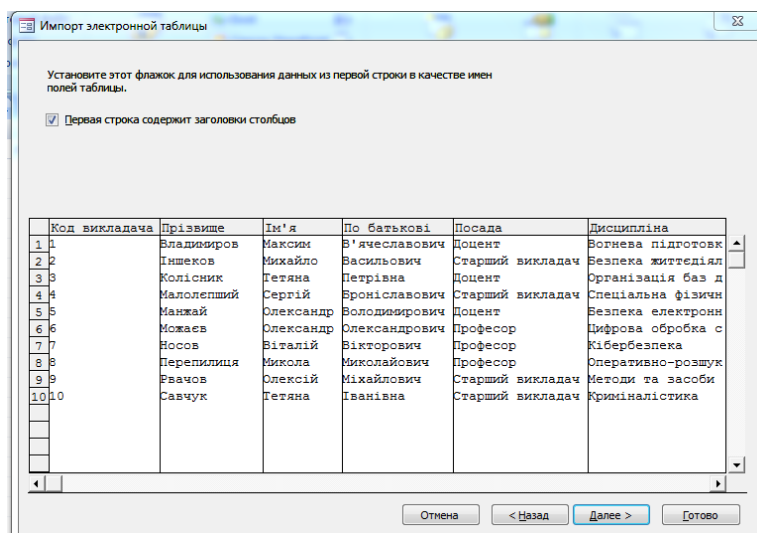 Импорт электронной таблицы
Установите этот флажок для использования данных из первой строки в качестве имен
полей таблицы.
Первая строка содержит заголовки столбцов
Код викладача Прізвище Ім'я По батькові Посада Дисципліна
1 1 Владимиров Максим В'ячеславович Доцент Вогнева підготовк
2 2 Іншеков Михайло Васильович Старший викладач Безпека життєдіял
3 3 Колісник Тетяна Петрівна Доцент Організація баз д
4 4 Малолєпший Сергій Броніславович Старший викладач Спеціальна фізичн
5 5 Манжай Олександр Володимирович Доцент Безпека електронн
6 6 Можаєв Олександр Олександрович Професор Цифрова обробка с
7 7 Носов Віталій Вікторович Професор Кібербезпека
8 8 Перепилиця Микола Миколайович Професор Оперативно-розшук
9 9 Рвачов Олексій Міхайлович Старший викладач Методи та засоби
10 10 Савчук Тетяна Іванівна Старший викладач Криміналістика
Отмена < Назад Далее > Готово